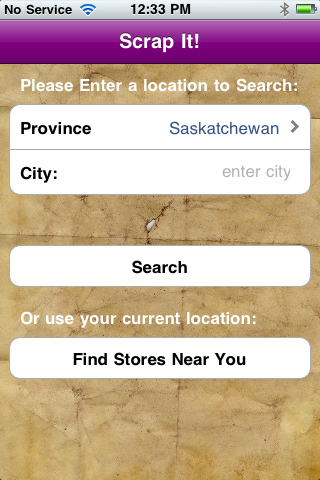 No Service 12:33 PM
Scrap It!
Please Enter a location to Search:
Province Saskatchewan
City: enter city
Search
Or use your current location:
Find Stores Near You